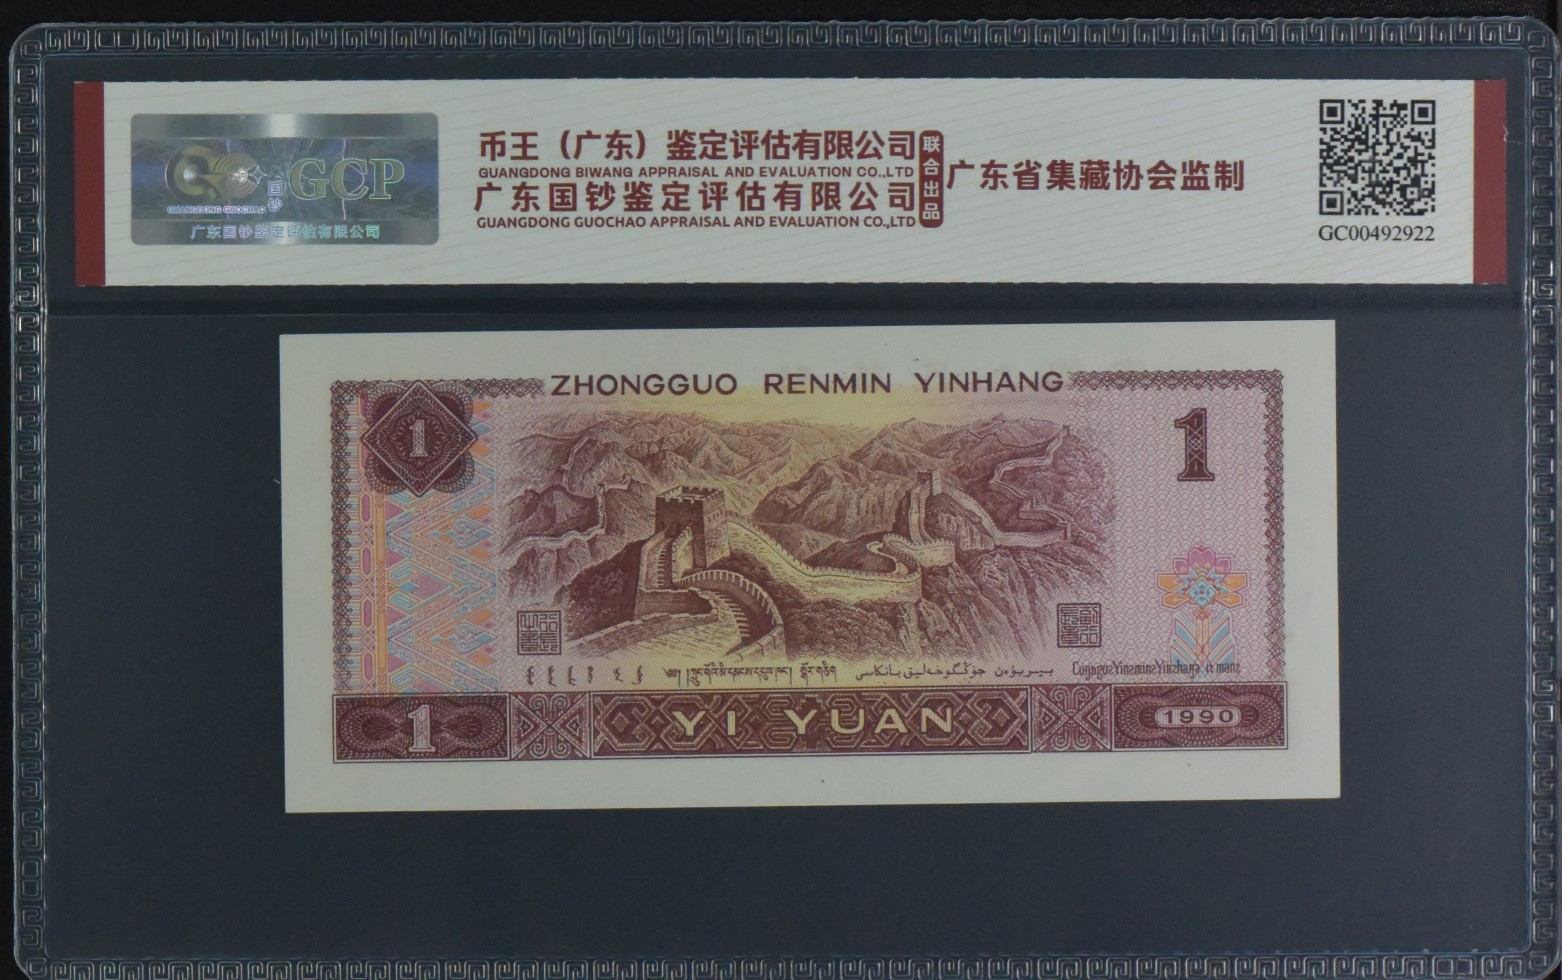 币王（广东）鉴定评估有限公司
GUANGDONG BIWANG APPRAISAL AND EVALUATION CO.,LTD
广东国钞鉴定评估有限公司
GUANGDONG GUOCHAO APPRAISAL AND EVALUATION CO.,LTD
联合出品
广东省集藏协会监制
GCP
国钞
GUANGDONG GUOCHAO
广东国钞鉴定评估有限公司
GC00492922
ZHONGGUO RENMIN YINHANG
1
1
1
YI YUAN
1990